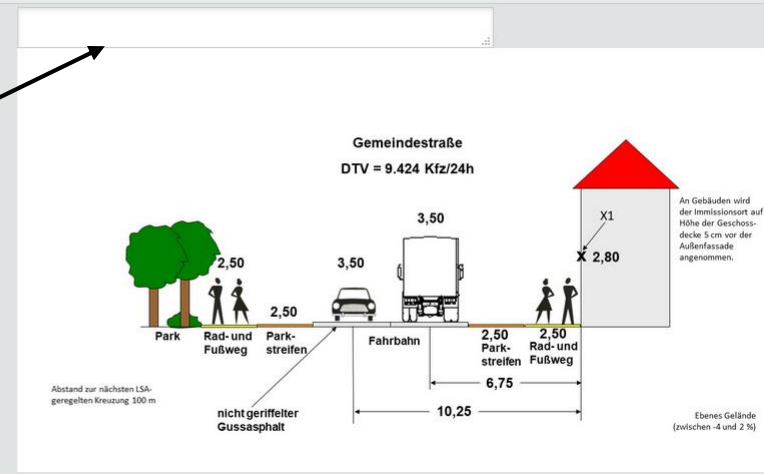 Gemeindestraße
DTV = 9.424 Kfz/24h
3,50
3,50
2,50
2,50
X1
X 2,80
An Gebäuden wird
der Immissionsort auf
Höhe der Geschoss-
decke 5 cm vor der
Außenfassade
angenommen.
Park
Rad- und
Fußweg
Park-
streifen
Fahrbahn
2,50
Park-
streifen
2,50
Rad- und
Fußweg
6,75
10,25
Abstand zur nächsten LSA-
geregelten Kreuzung 100 m
nicht geriffelter
Gussasphalt
Ebenes Gelände
(zwischen -4 und 2 %)